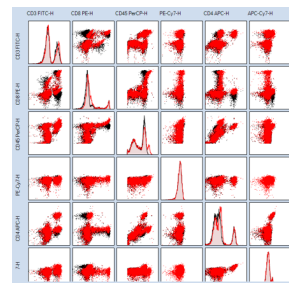 CD3 FITC-H CD8 PE-H CD45 PerCP-H PE-Cy7-H CD4 APC-H APC-Cy7-H
CD3 FITC-H
CD8 PE-H
CD45 PerCP-H
PE-Cy7-H
CD4 APC-H
7-H